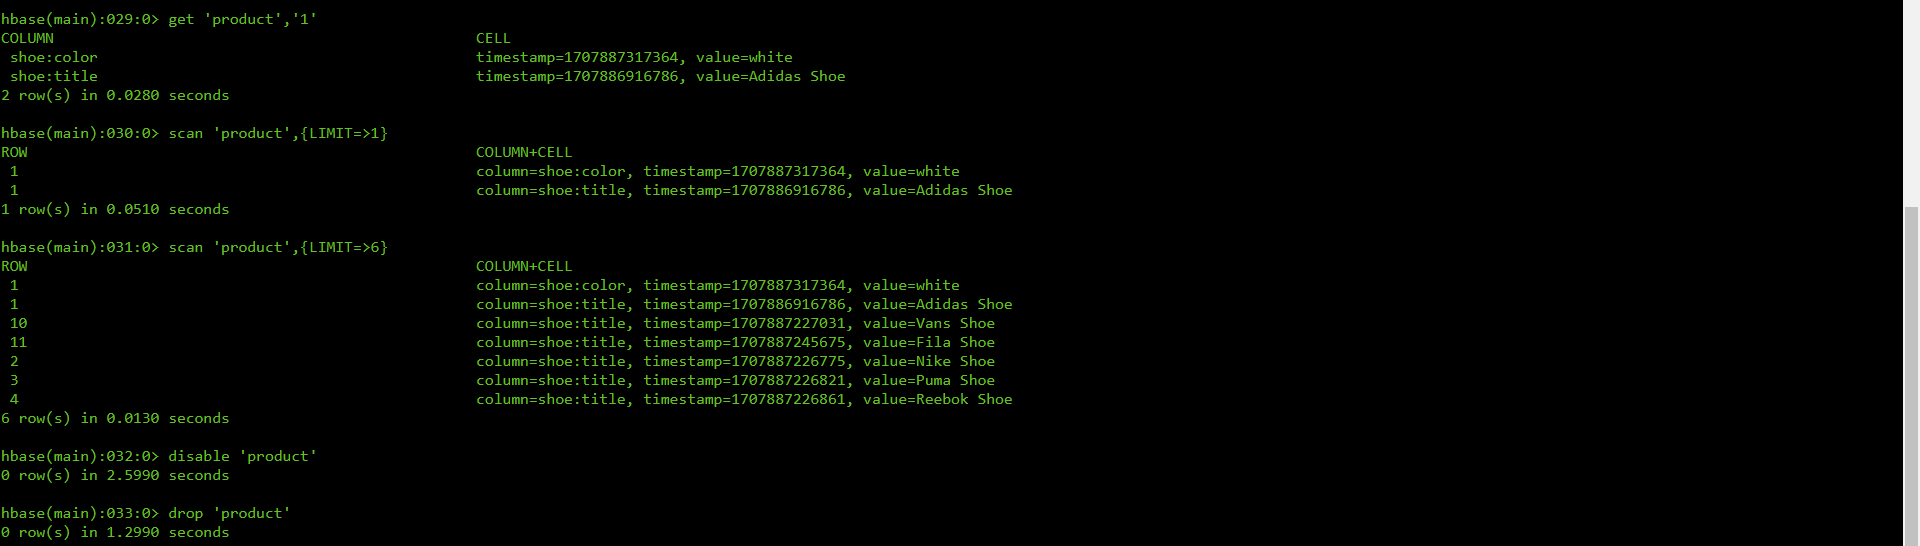 hbase(main):029:0> get 'product','1'
COLUMN CELL
shoe:color timestamp=1707887317364, value=white
shoe:title timestamp=1707886916786, value=Adidas Shoe
2 row(s) in 0.0280 seconds
hbase(main):030:0> scan 'product',{LIMIT=>1}
ROW COLUMN+CELL
1 column=shoe:color, timestamp=1707887317364, value=white
1 column=shoe:title, timestamp=1707886916786, value=Adidas Shoe
1 row(s) in 0.0510 seconds
hbase(main):031:0> scan 'product',{LIMIT=>6}
ROW COLUMN+CELL
1 column=shoe:color, timestamp=1707887317364, value=white
1 column=shoe:title, timestamp=1707886916786, value=Adidas Shoe
10 column=shoe:title, timestamp=1707887227031, value=Vans Shoe
11 column=shoe:title, timestamp=1707887245675, value=Fila Shoe
2 column=shoe:title, timestamp=1707887226775, value=Nike Shoe
3 column=shoe:title, timestamp=1707887226821, value=Puma Shoe
4 column=shoe:title, timestamp=1707887226861, value=Reebok Shoe
6 row(s) in 0.0130 seconds
hbase(main):032:0> disable 'product'
0 row(s) in 2.5990 seconds
hbase(main):033:0> drop 'product'
0 row(s) in 1.2990 seconds